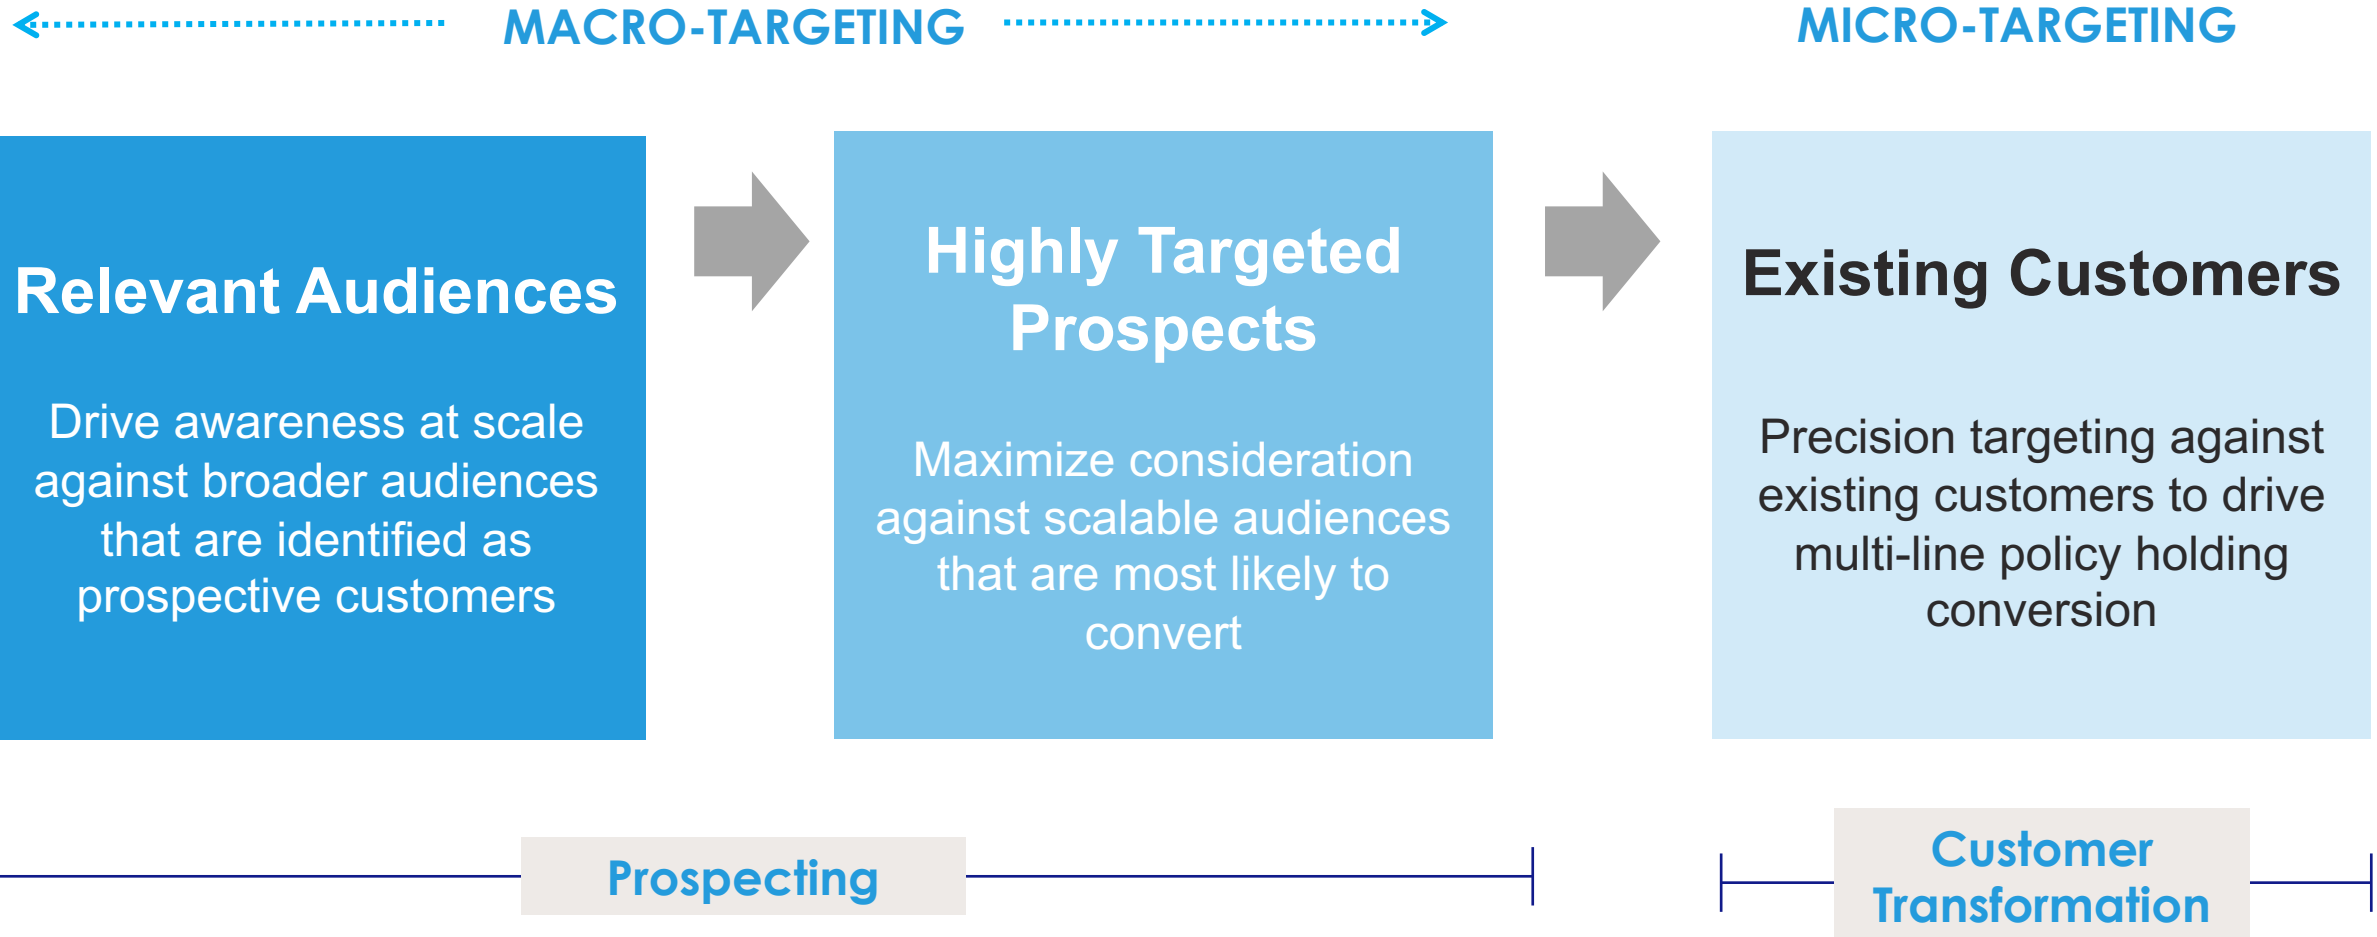 MACRO-TARGETING
MICRO-TARGETING
Relevant Audiences
Drive awareness at scale
against broader audiences
that are identified as
prospective customers
Highly Targeted
Prospects
Maximize consideration
against scalable audiences
that are most likely to
convert
Existing Customers
Precision targeting against
existing customers to drive
multi-line policy holding
conversion
Prospecting
Customer
Transformation